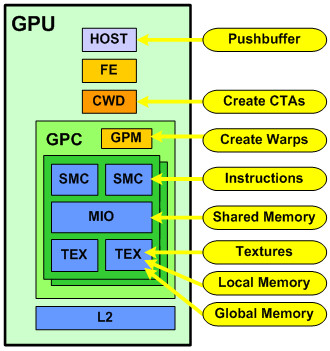 GPU
HOST
Pushbuffer
FE
CWD
Create CTAs
GPC
GPM
Create Warps
SMC
SMC
Instructions
MIO
Shared Memory
TEX
TEX
Textures
Local Memory
Global Memory
L2